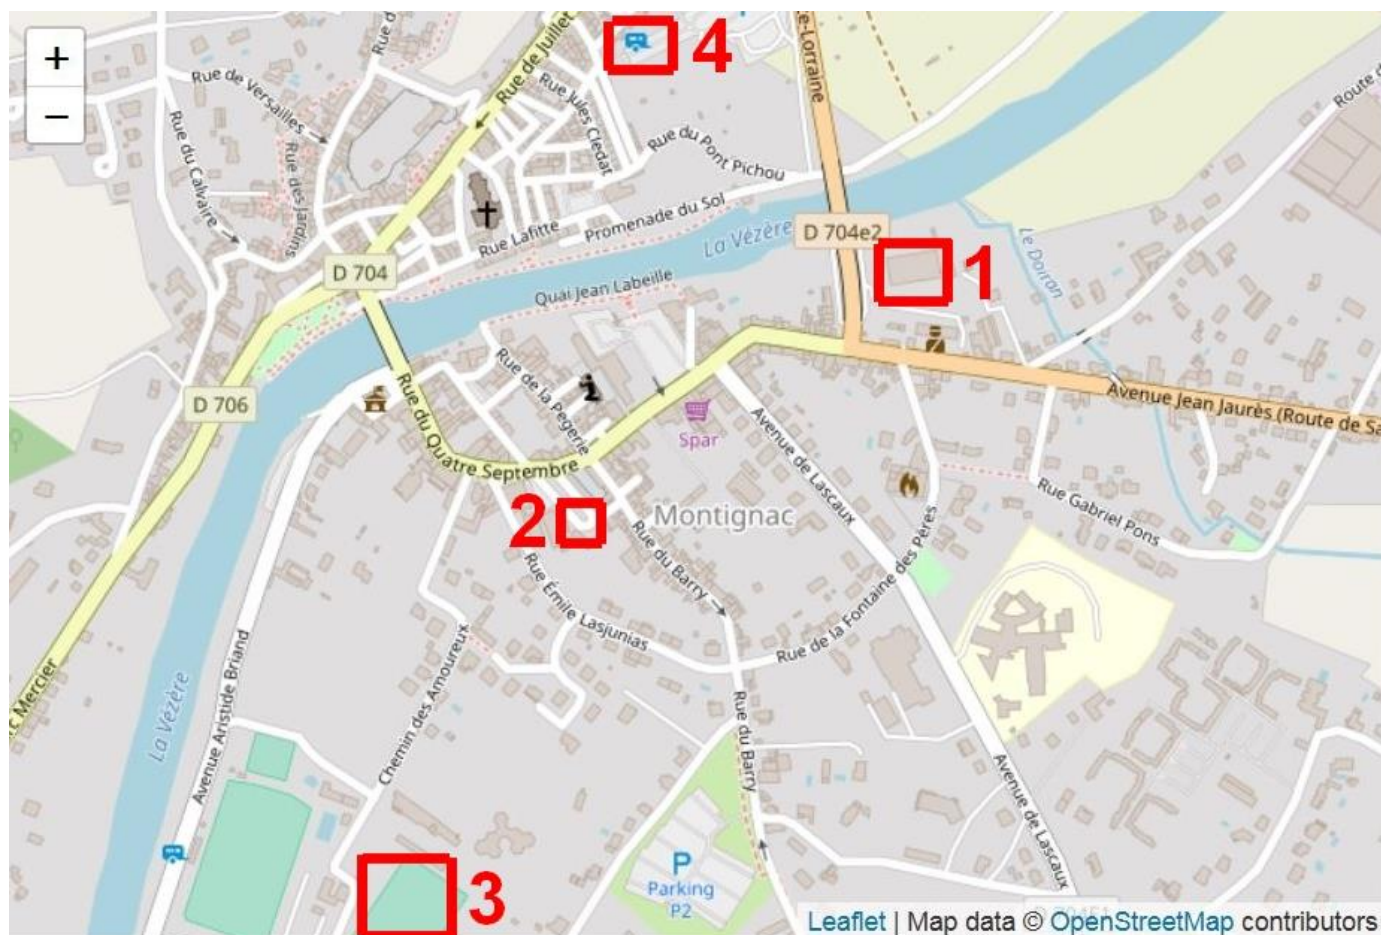 +
−
4
Rue de Juillet
e-Lorraine
Route d
Rue de Versailles
Rue Jules Cledat
Rue du Calvaire
Rue des Jardins
Rue du Pont Pichou
Rue Lafitte
Promenade du Sol
La Vézère
D 704e2
Le Doiran
1
D 704
Quai Jean Labeille
D 706
Rue de la Pegerie
Rue du Quatre Septembre
Spar
Avenue de Lascaux
Avenue Jean Jaurès (Route de Sa
2
Montignac
Rue Gabriel Pons
Rue du Barry
Rue Émile Lasjunias
Rue de la Fontaine des Pères
Mercier
La Vézère
Avenue Aristide Briand
Chemin des Amoureux
Rue du Barry
Avenue de Lascaux
3
P
Parking
P2
Leaflet | Map data © OpenStreetMap contributors